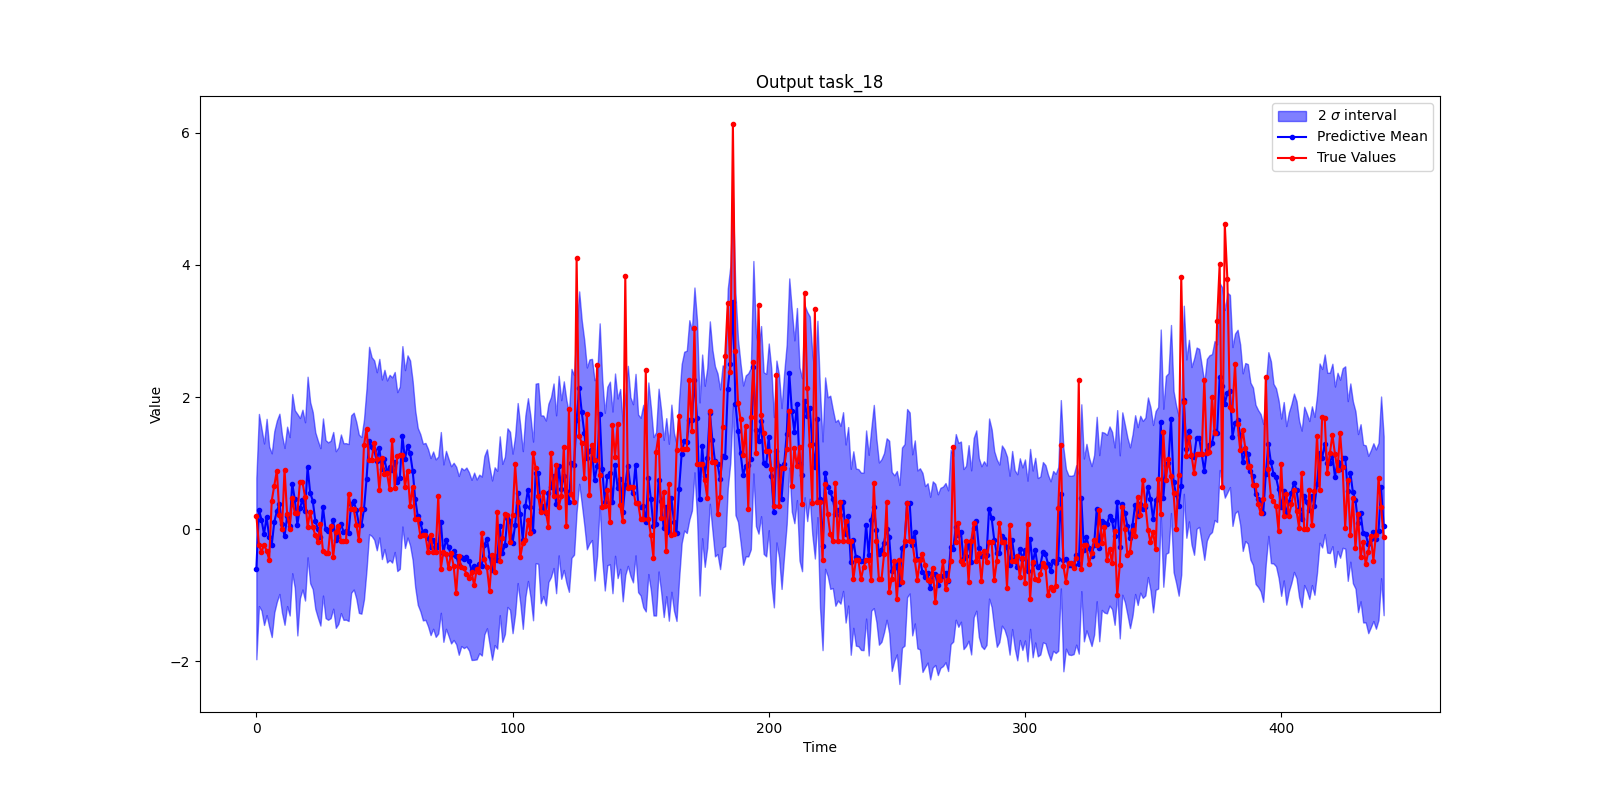 Output task_18
2 σ interval
Predictive Mean
True Values
Value
6
4
2
0
−2
0 100 200 300 400
Time